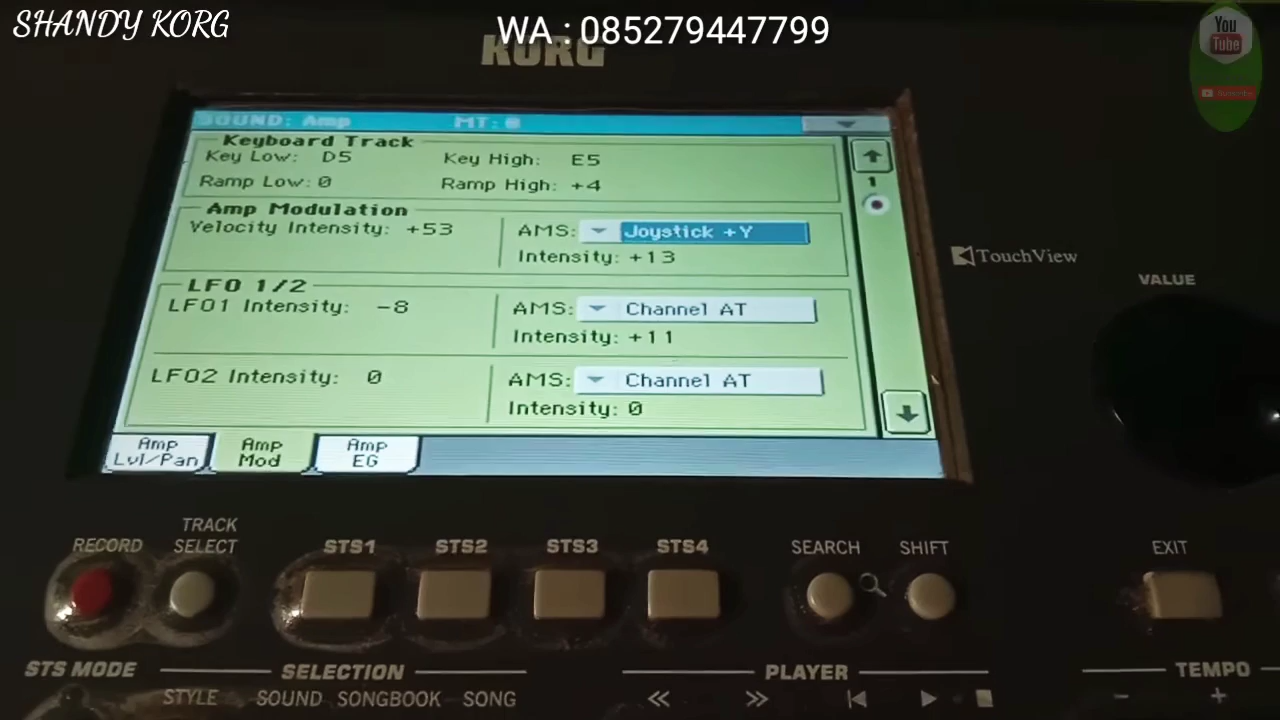 SHANDY KORG
WA : 085279447799
You
Tube
Subscribe
KORG
SOUND: Amp MT: 0
Keyboard Track
Key Low: D5 Key High: E5
Ramp Low: 0 Ramp High: +4
Amp Modulation
Velocity Intensity: +53 AMS: Joystick +Y
Intensity: +13
LFO 1/2
LFO1 Intensity: -8 AMS: Channel AT
Intensity: +11
LFO2 Intensity: 0 AMS: Channel AT
Intensity: 0
1
Amp Lvl/Pan
Amp Mod
Amp EG
TouchView
VALUE
RECORD
TRACK SELECT
STS1 STS2 STS3 STS4
SEARCH SHIFT EXIT
STS MODE SELECTION PLAYER TEMPO
STYLE SOUND SONGBOOK SONG
− +